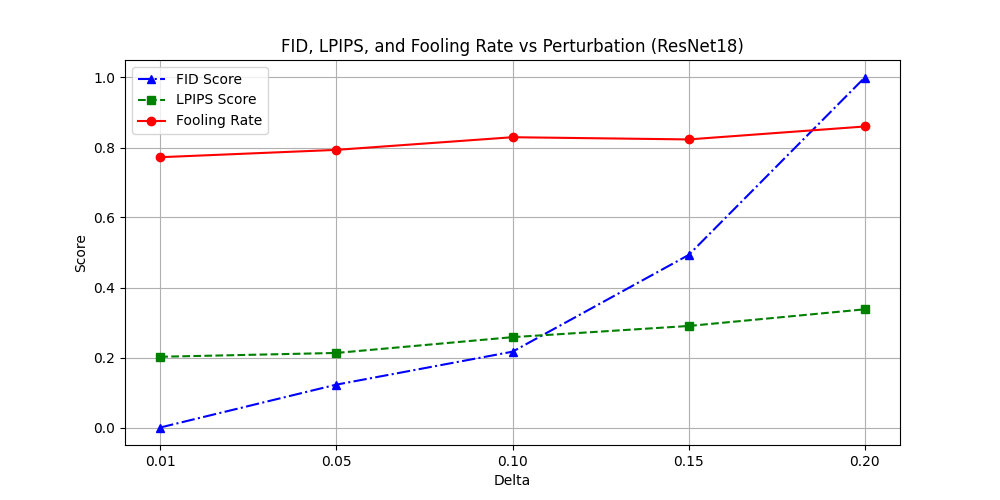 FID, LPIPS, and Fooling Rate vs Perturbation (ResNet18)
FID Score
LPIPS Score
Fooling Rate
1.0
0.8
0.6
0.4
0.2
0.0
Score
0.01 0.05 0.10 0.15 0.20
Delta